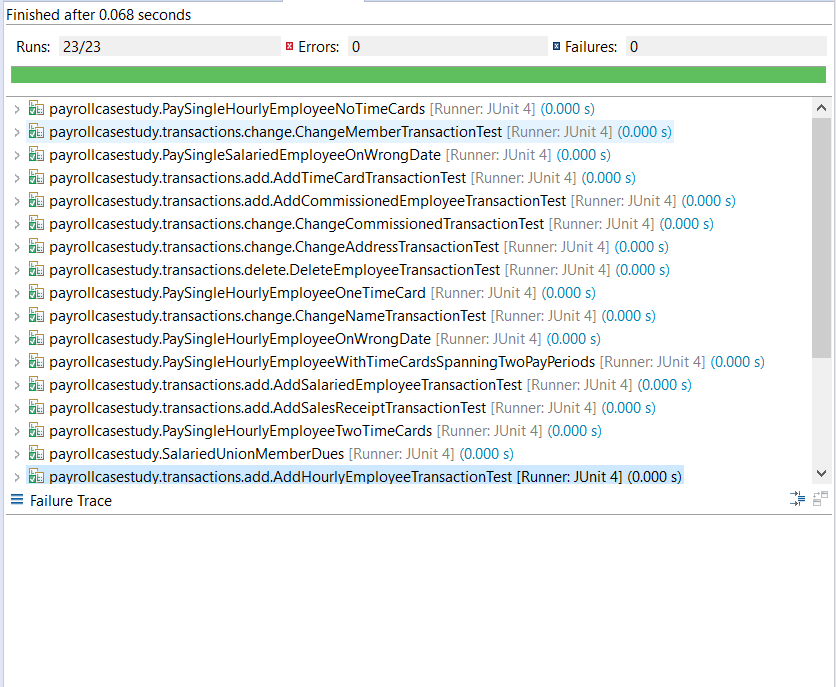 Finished after 0.068 seconds
Runs: 23/23 Errors: 0 Failures: 0
payrollcasestudy.PaySingleHourlyEmployeeNoTimeCards [Runner: JUnit 4] (0.000 s)
payrollcasestudy.transactions.change.ChangeMemberTransactionTest [Runner: JUnit 4] (0.000 s)
payrollcasestudy.PaySingleSalariedEmployeeOnWrongDate [Runner: JUnit 4] (0.000 s)
payrollcasestudy.transactions.add.AddTimeCardTransactionTest [Runner: JUnit 4] (0.000 s)
payrollcasestudy.transactions.add.AddCommissionedEmployeeTransactionTest [Runner: JUnit 4] (0.000 s)
payrollcasestudy.transactions.change.ChangeCommissionedTransactionTest [Runner: JUnit 4] (0.000 s)
payrollcasestudy.transactions.change.ChangeAddressTransactionTest [Runner: JUnit 4] (0.000 s)
payrollcasestudy.transactions.delete.DeleteEmployeeTransactionTest [Runner: JUnit 4] (0.000 s)
payrollcasestudy.PaySingleHourlyEmployeeOneTimeCard [Runner: JUnit 4] (0.000 s)
payrollcasestudy.transactions.change.ChangeNameTransactionTest [Runner: JUnit 4] (0.000 s)
payrollcasestudy.PaySingleHourlyEmployeeOnWrongDate [Runner: JUnit 4] (0.000 s)
payrollcasestudy.PaySingleHourlyEmployeeWithTimeCardsSpanningTwoPayPeriods [Runner: JUnit 4] (0.000 s)
payrollcasestudy.transactions.add.AddSalariedEmployeeTransactionTest [Runner: JUnit 4] (0.000 s)
payrollcasestudy.transactions.add.AddSalesReceiptTransactionTest [Runner: JUnit 4] (0.000 s)
payrollcasestudy.PaySingleHourlyEmployeeTwoTimeCards [Runner: JUnit 4] (0.000 s)
payrollcasestudy.SalariedUnionMemberDues [Runner: JUnit 4] (0.000 s)
payrollcasestudy.transactions.add.AddHourlyEmployeeTransactionTest [Runner: JUnit 4] (0.000 s)
Failure Trace